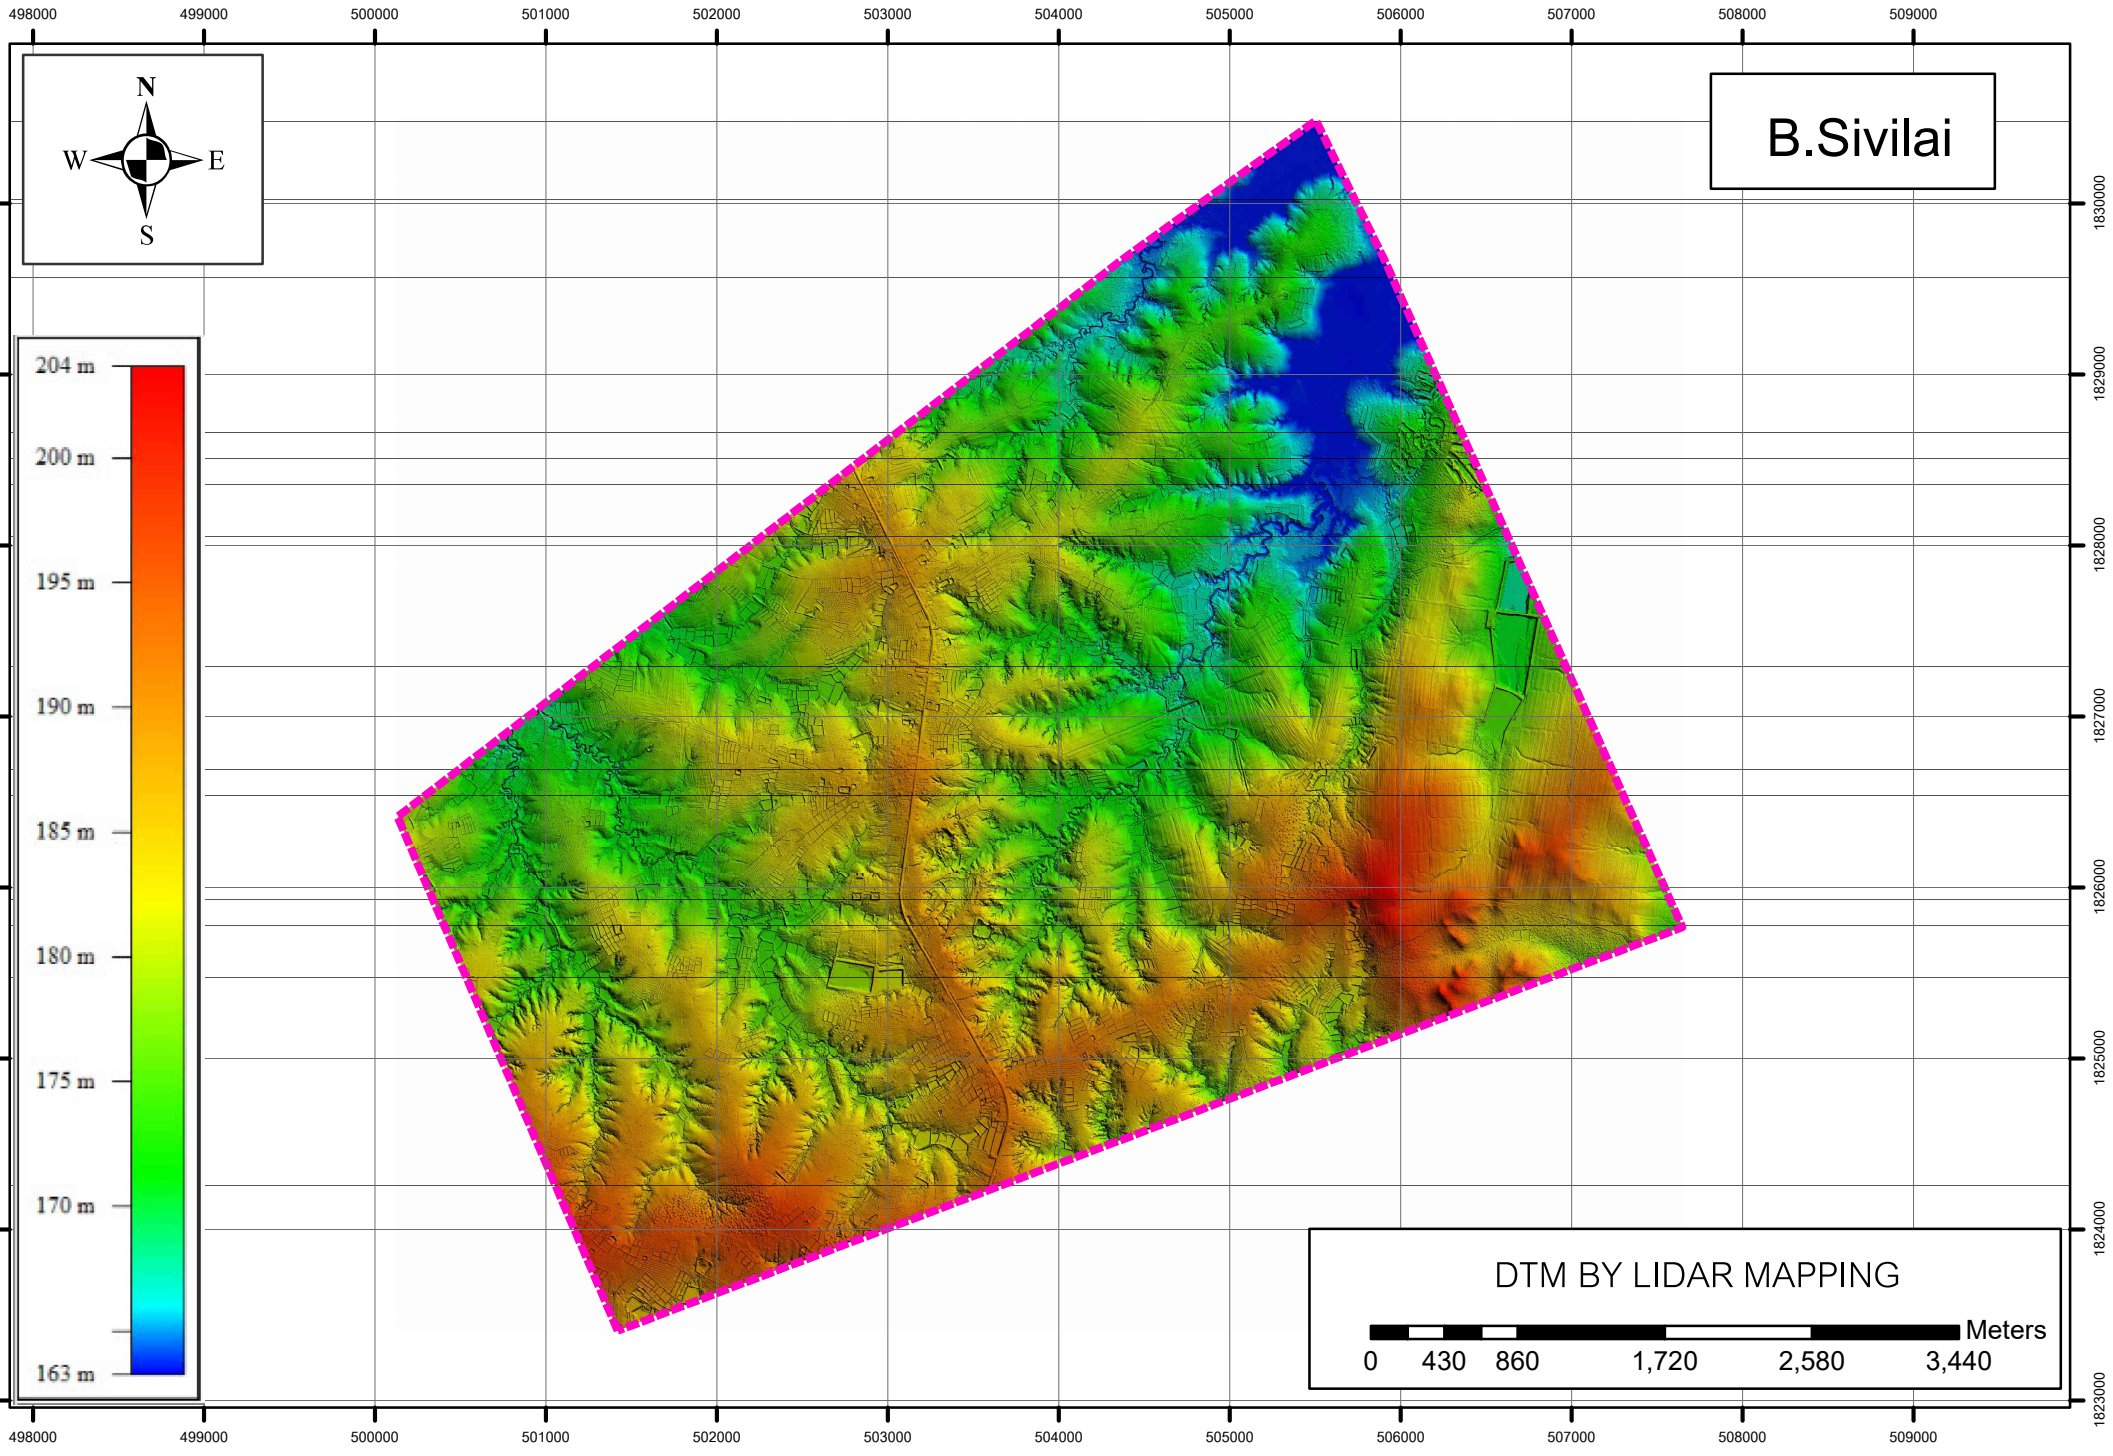 498000 499000 500000 501000 502000 503000 504000 505000 506000 507000 508000 509000
N
W E
S
B.Sivilai
204 m
200 m
195 m
190 m
185 m
180 m
175 m
170 m
163 m
1830000
1829000
1828000
1827000
1826000
1825000
1824000
1823000
DTM BY LIDAR MAPPING
Meters
0 430 860 1,720 2,580 3,440
498000 499000 500000 501000 502000 503000 504000 505000 506000 507000 508000 509000